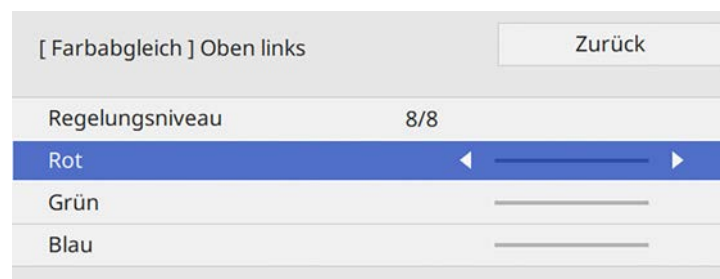 [ Farbabgleich ] Oben links
Zurück
Regelungsniveau 8/8
Rot
Grün
Blau